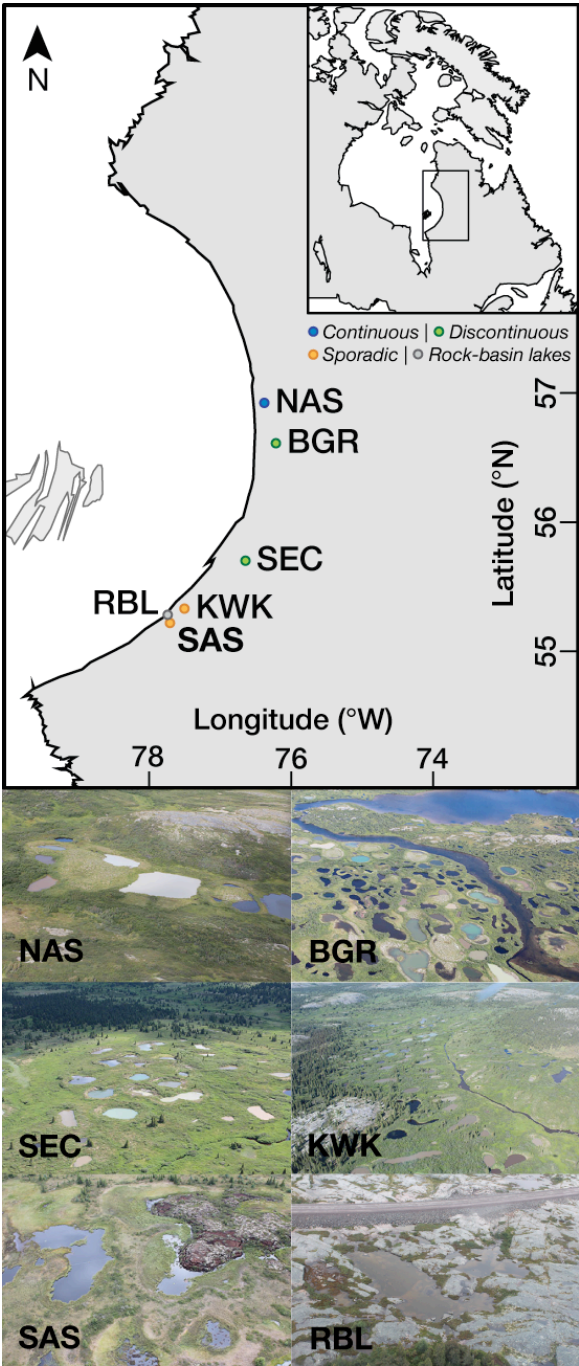 N
Continuous | Discontinuous
Sporadic | Rock-basin lakes
NAS
BGR
SEC
RBL
KWK
SAS
57
56
55
Latitude (°N)
Longitude (°W)
78
76
74
NAS
BGR
SEC
KWK
SAS
RBL